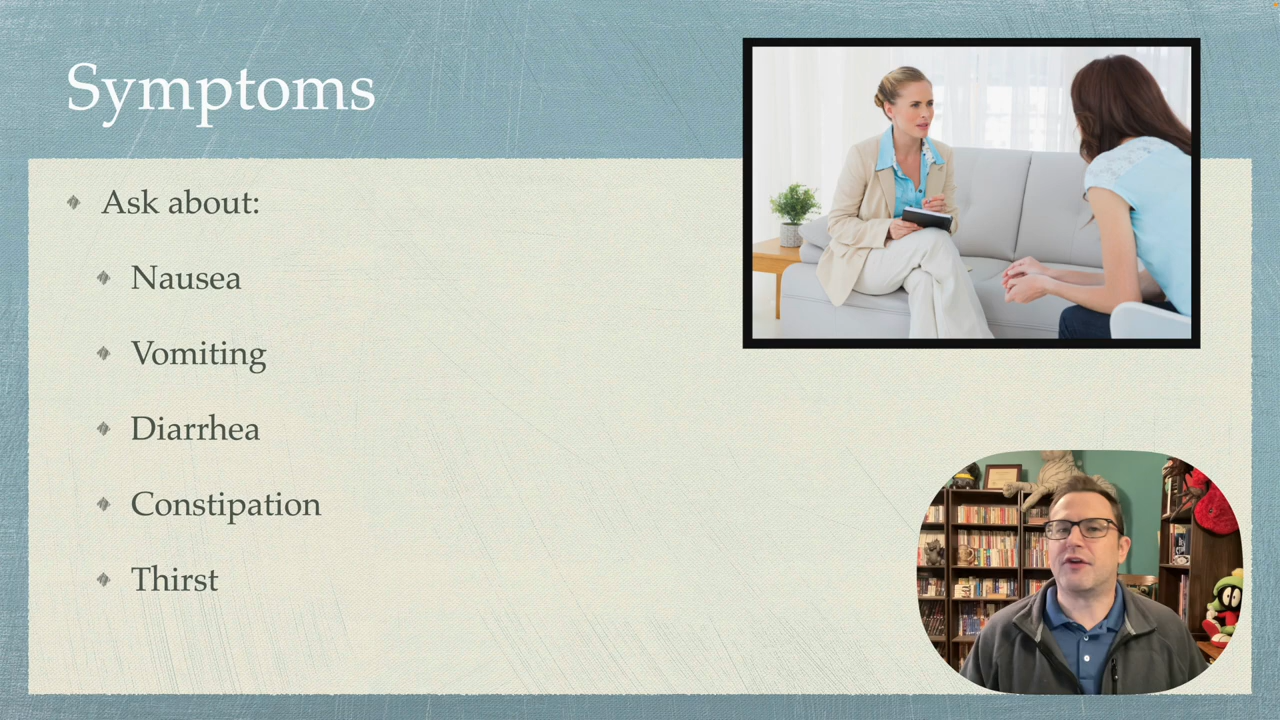 Symptoms
Ask about:
Nausea
Vomiting
Diarrhea
Constipation
Thirst